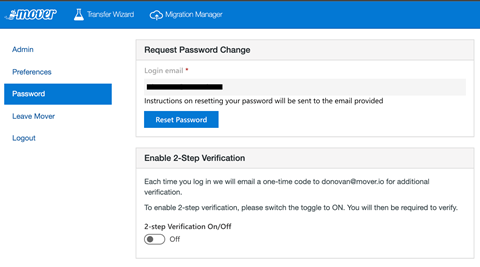 mover Transfer Wizard Migration Manager
Admin
Preferences
Password
Leave Mover
Logout
Request Password Change
Login email *
Instructions on resetting your password will be sent to the email provided
Reset Password
Enable 2-Step Verification
Each time you log in we will email a one-time code to donovan@mover.io for additional
verification.
To enable 2-step verification, please switch the toggle to ON. You will then be required to verify.
2-step Verification On/Off
Off